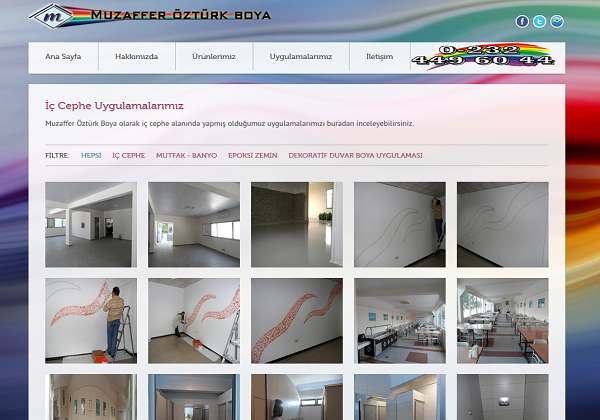 m MUZAFFER ÖZTÜRK BOYA
Ana Sayfa Hakkımızda Ürünlerimiz Uygulamalarımız İletişim 0-232
449 60 44
İç Cephe Uygulamalarımız
Muzaffer Öztürk Boya olarak iç cephe alanında yapmış olduğumuz uygulamalarımızı buradan inceleyebilirsiniz.
FİLTRE: HEPSİ İÇ CEPHE MUTFAK - BANYO EPOKSİ ZEMİN DEKORATİF DUVAR BOYA UYGULAMASI